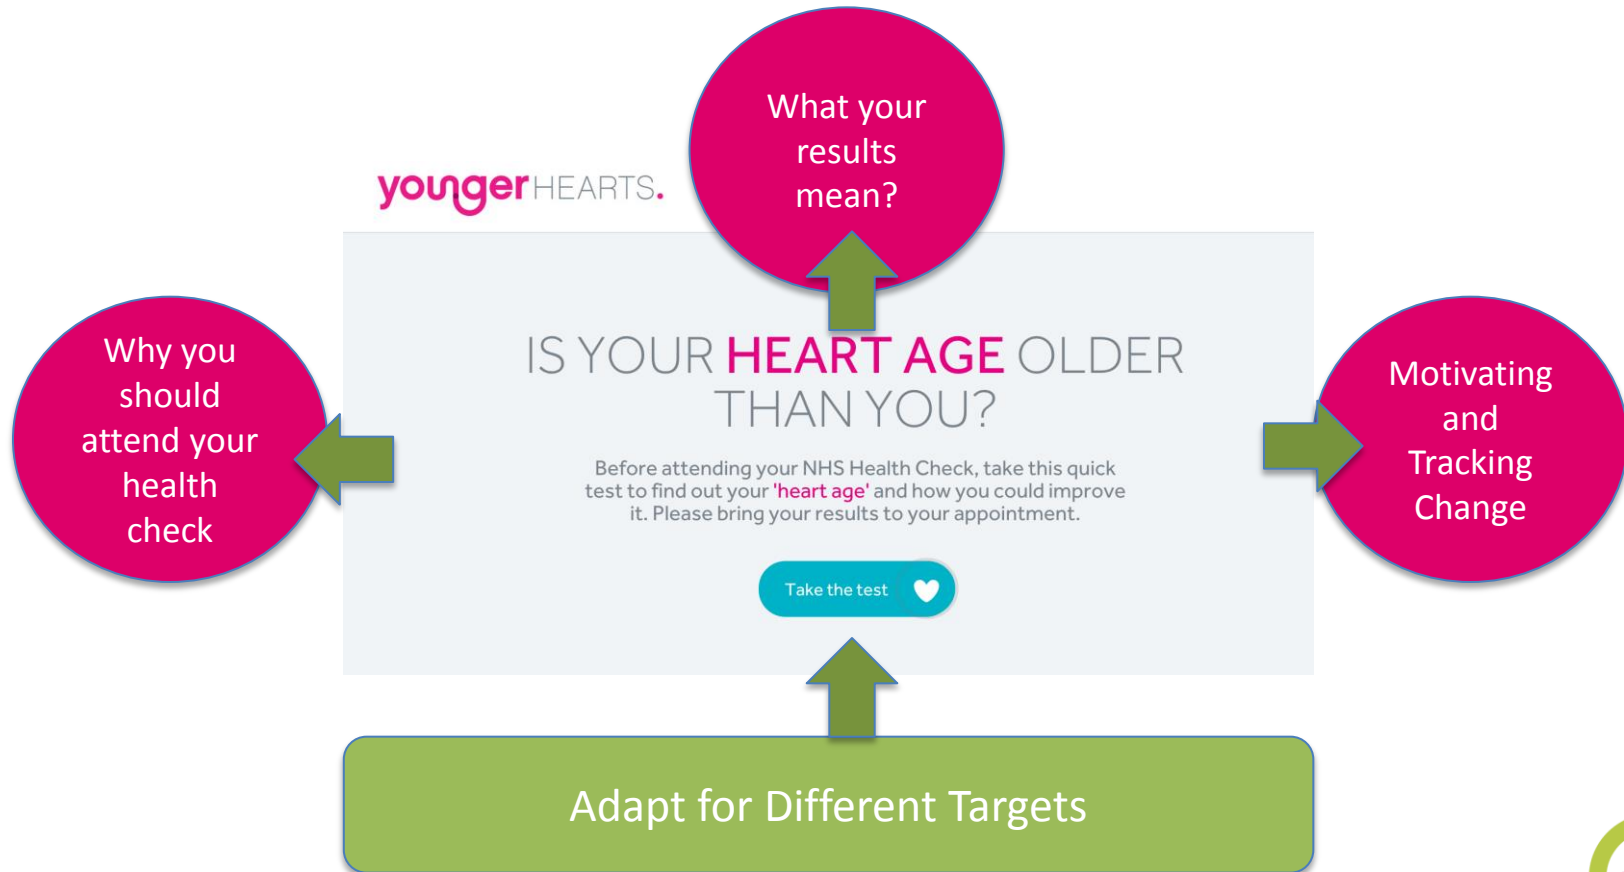 What your
results
mean?
youngerHEARTS.
IS YOUR HEART AGE OLDER
THAN YOU?
Before attending your NHS Health Check, take this quick
test to find out your 'heart age' and how you could improve
it. Please bring your results to your appointment.
Take the test
Why you
should
attend your
health
check
Motivating
and
Tracking
Change
Adapt for Different Targets